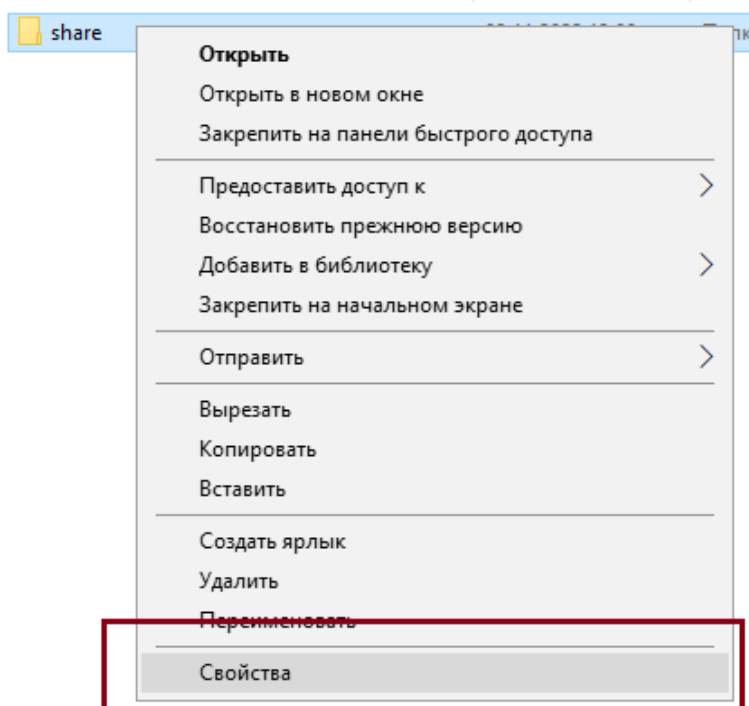 share
Открыть
Открыть в новом окне
Закрепить на панели быстрого доступа
Предоставить доступ к
Восстановить прежнюю версию
Добавить в библиотеку
Закрепить на начальном экране
Отправить
Вырезать
Копировать
Вставить
Создать ярлык
Удалить
Переименовать
Свойства